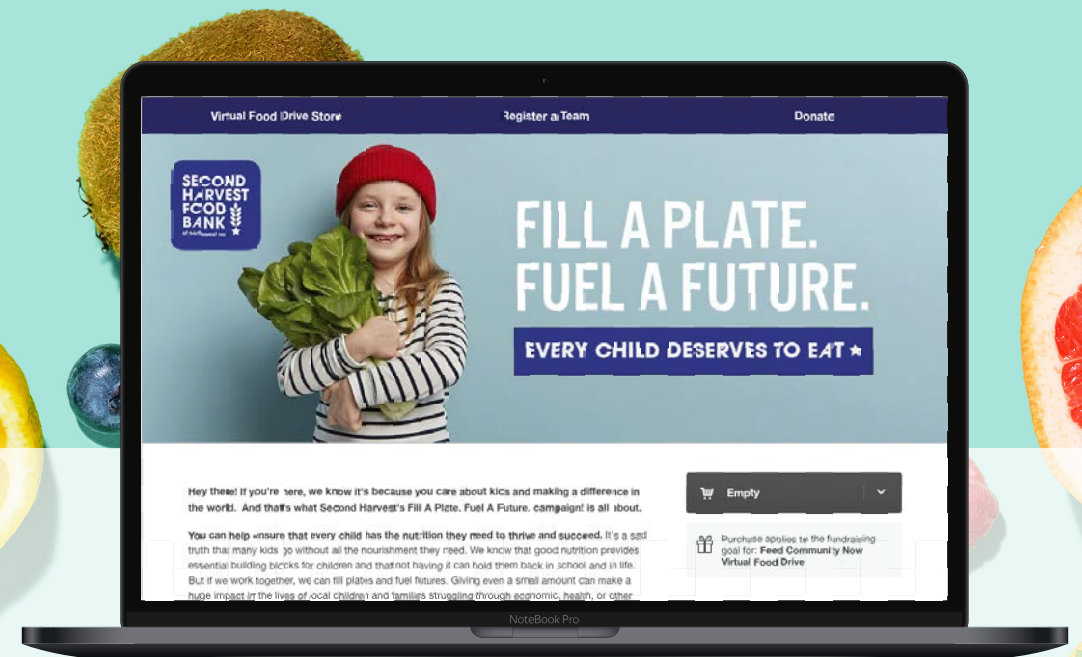 Virtual Food Drive Store
Register a Team
Donate
SECOND
HARVEST
FOOD
BANK
FILL A PLATE.
FUEL A FUTURE.
EVERY CHILD DESERVES TO EAT
Hey there! If you're here, we know it's because you care about kids and making a difference in
the world. And that's what Second Harvest's Fill A Plate. Fuel A Future. campaign! is all about.
You can help ensure that every child has the nutrition they need to thrive and succeed. It's a sad
truth that many kids go without all the nourishment they need. We know that good nutrition provides
essential building blocks for children and that not having it can hold them back in school and in life.
But if we work together, we can fill plates and fuel futures. Giving even a small amount can make a
huge impact in the lives of local children and families struggling through economic, health, or other
Empty
Purchase applies to the fundraising
goal for: Feed Community Now
Virtual Food Drive
NoteBook Pro